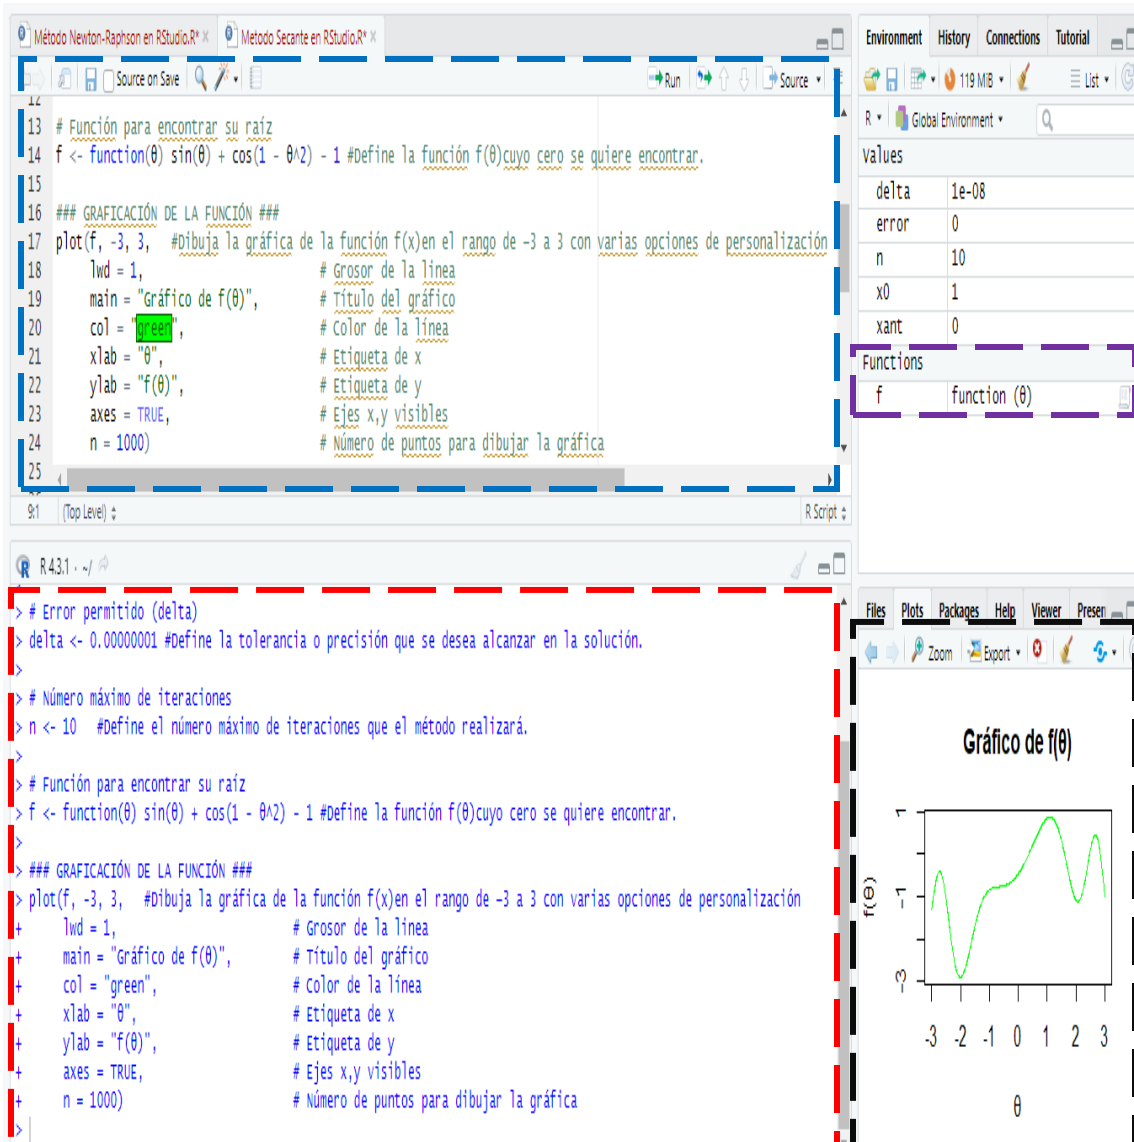 Método Newton-Raphson en RStudio.R* × Metodo Secante en RStudio.R* ×
Source on Save Run Source
12
13 # Función para encontrar su raíz
14 f <- function(θ) sin(θ) + cos(1 - θ^2) - 1 #Define la función f(θ)cuyo cero se quiere encontrar.
15
16 ### GRAFICACIÓN DE LA FUNCIÓN ###
17 plot(f, -3, 3, #Dibuja la gráfica de la función f(x)en el rango de -3 a 3 con varias opciones de personalización
18 lwd = 1, # Grosor de la linea
19 main = "Gráfico de f(θ)", # Título del gráfico
20 col = "green", # Color de la línea
21 xlab = "θ", # Etiqueta de x
22 ylab = "f(θ)", # Etiqueta de y
23 axes = TRUE, # Ejes x,y visibles
24 n = 1000) # Número de puntos para dibujar la gráfica
25
9:1 (Top Level) R Script
R 4.3.1 · ~/
> # Error permitido (delta)
> delta <- 0.00000001 #Define la tolerancia o precisión que se desea alcanzar en la solución.
>
> # Número máximo de iteraciones
> n <- 10 #Define el número máximo de iteraciones que el método realizará.
>
> # Función para encontrar su raíz
> f <- function(θ) sin(θ) + cos(1 - θ^2) - 1 #Define la función f(θ)cuyo cero se quiere encontrar.
>
> ### GRAFICACIÓN DE LA FUNCIÓN ###
> plot(f, -3, 3, #Dibuja la gráfica de la función f(x)en el rango de -3 a 3 con varias opciones de personalización
+ lwd = 1, # Grosor de la linea
+ main = "Gráfico de f(θ)", # Título del gráfico
+ col = "green", # Color de la línea
+ xlab = "θ", # Etiqueta de x
+ ylab = "f(θ)", # Etiqueta de y
+ axes = TRUE, # Ejes x,y visibles
+ n = 1000) # Número de puntos para dibujar la gráfica
>
Environment History Connections Tutorial
119 MiB List
R Global Environment
Values
delta 1e-08
error 0
n 10
x0 1
xant 0
Functions
f function (θ)
Files Plots Packages Help Viewer Presen
Zoom Export
Gráfico de f(θ)
1
-1
-3
f(θ)
-3 -2 -1 0 1 2 3
θ